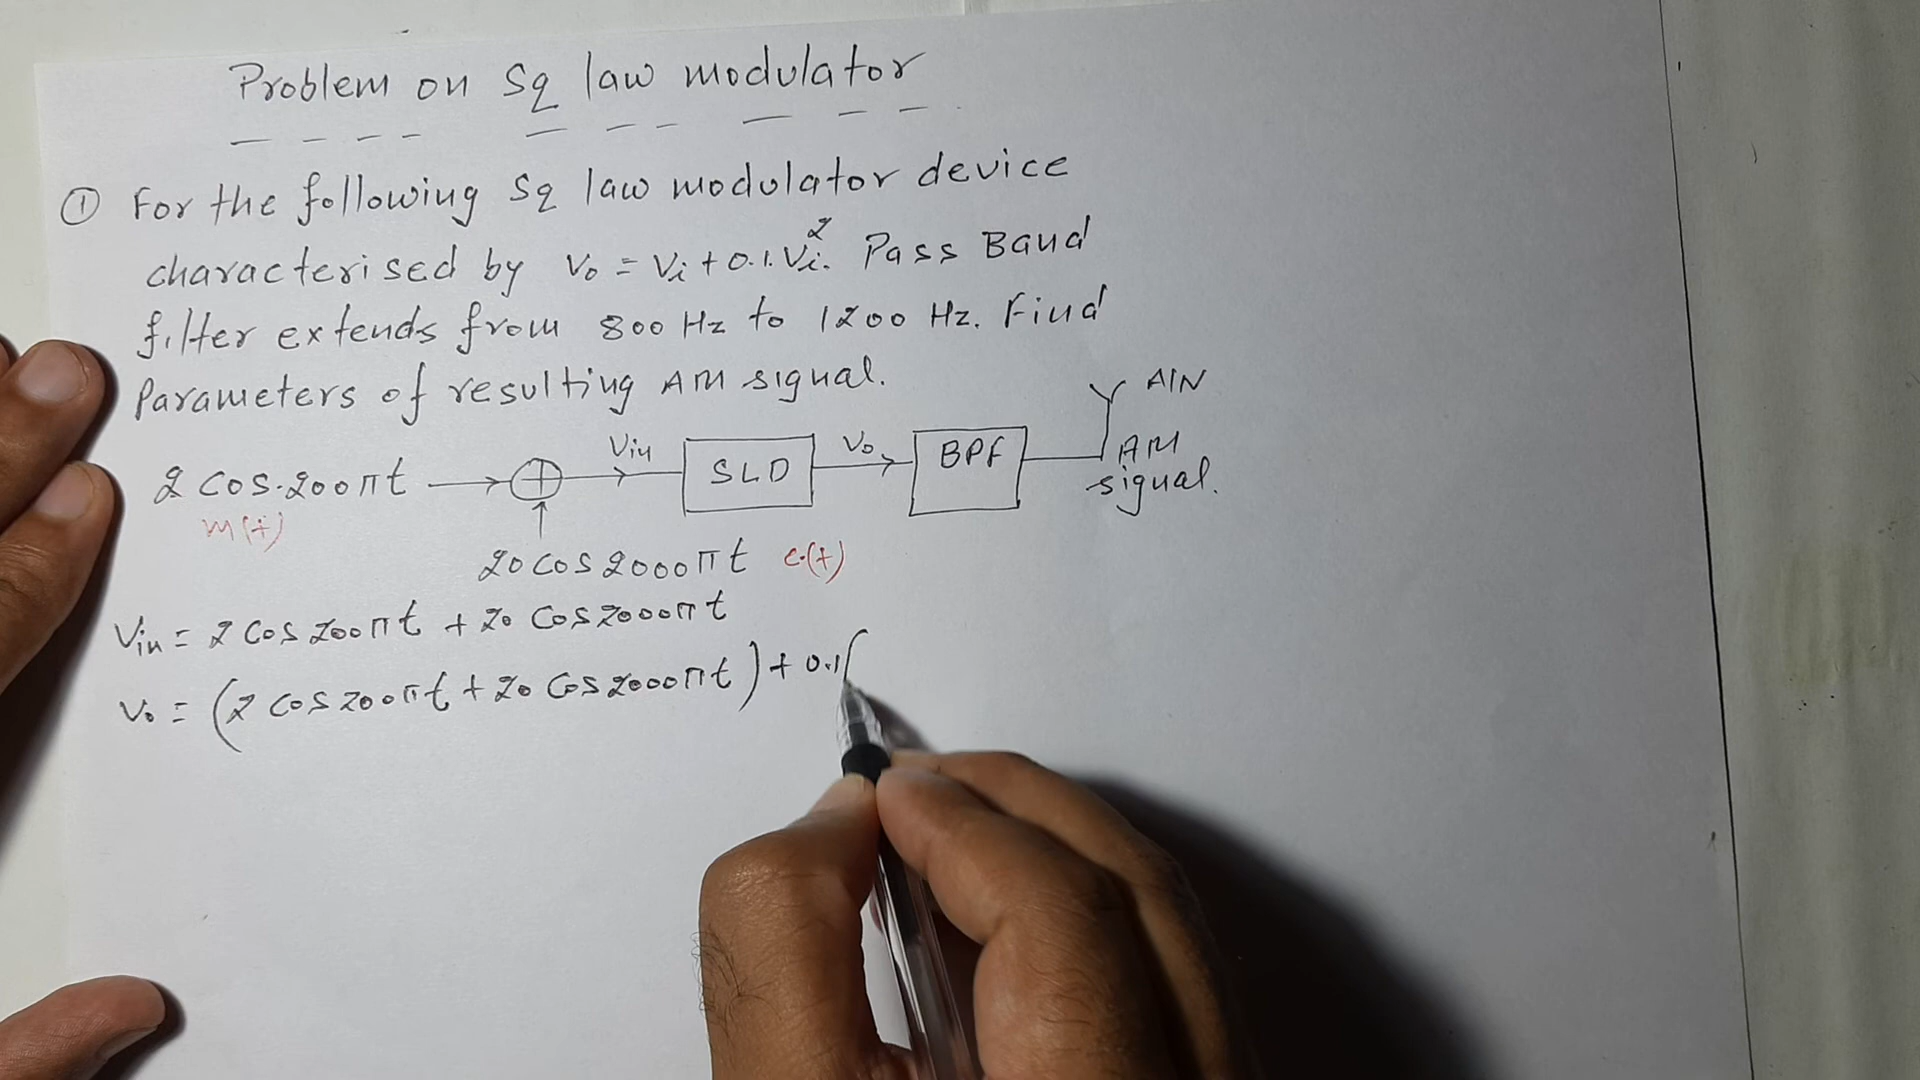 Problem on Sq law modulator
① For the following Sq law modulator device
characterised by V₀ = Vᵢ + 0.1.Vᵢ². Pass Band
filter extends from 800 Hz to 1200 Hz. Find
Parameters of resulting AM signal.
2 cos.200πt
m(t)
Vin
SLD
V₀
BPF
AIN
AM
signal.
20 cos 2000πt c.(t)
Vin = 2 cos 200πt + 20 Cos 2000πt
V₀ = (2 cos 200πt + 20 Cos 2000πt) + 0.1(